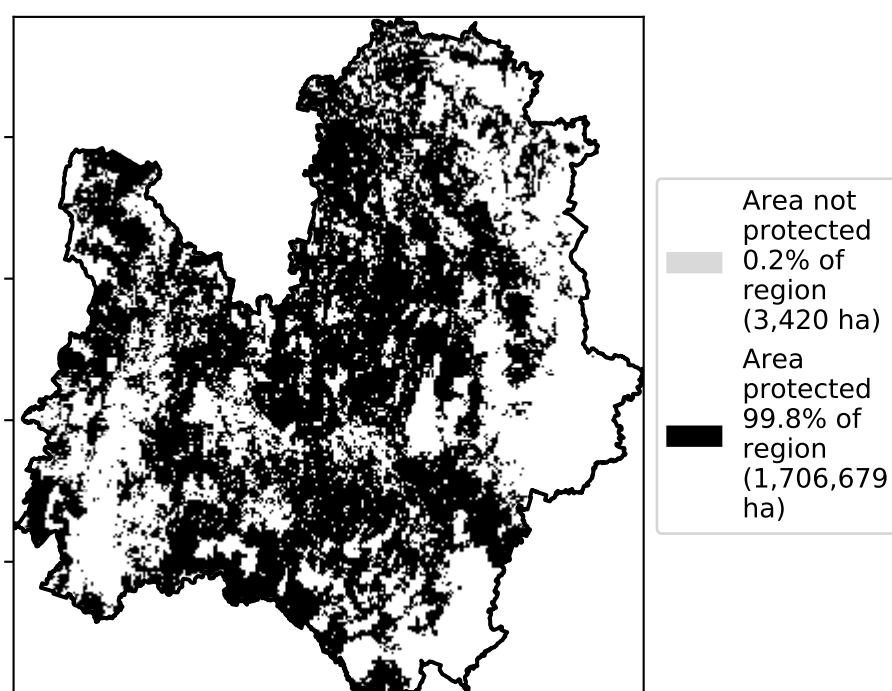 Area not
protected
0.2% of
region
(3,420 ha)
Area
protected
99.8% of
region
(1,706,679
ha)